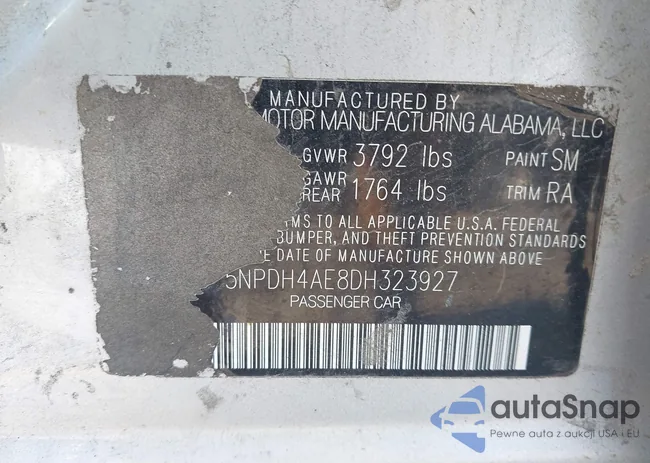 MANUFACTURED BY
MOTOR MANUFACTURING ALABAMA, LLC
GVWR 3792 lbs PAINT SM
GAWR
REAR 1764 lbs TRIM RA
MS TO ALL APPLICABLE U.S.A. FEDERAL
BUMPER, AND THEFT PREVENTION STANDARDS
E DATE OF MANUFACTURE SHOWN ABOVE
5NPDH4AE8DH323927
PASSENGER CAR
autaSnap
Pewne auta z aukcji USA i EU